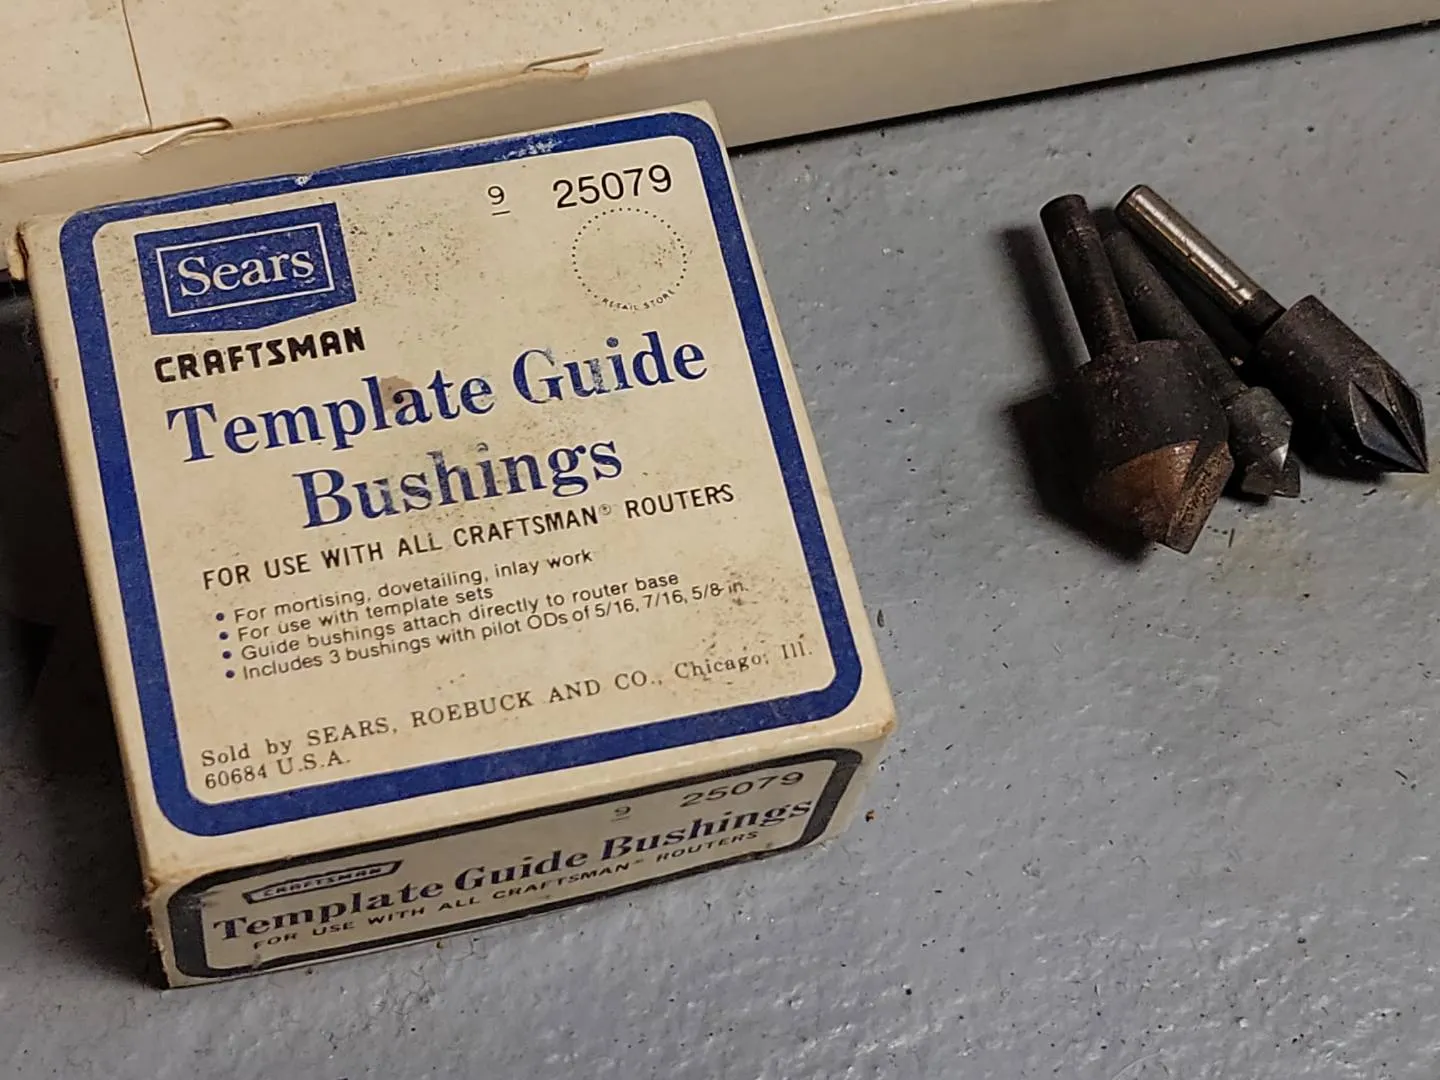 9 25079
Sears
RETAIL STORE
CRAFTSMAN
Template Guide
Bushings
FOR USE WITH ALL CRAFTSMAN® ROUTERS
• For mortising, dovetailing, inlay work
• For use with template sets
• Guide bushings attach directly to router base
• Includes 3 bushings with pilot ODs of 5/16, 7/16, 5/8 in.
Sold by SEARS, ROEBUCK AND CO., Chicago, Ill.
60684 U.S.A.
9 25079
CRAFTSMAN
Template Guide Bushings
FOR USE WITH ALL CRAFTSMAN® ROUTERS